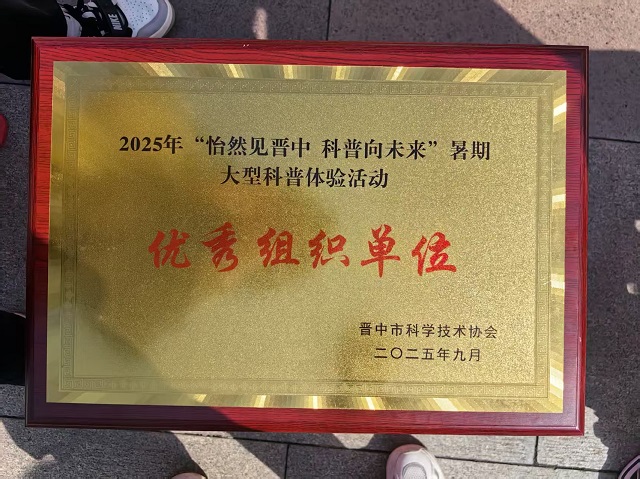 2025年“怡然见晋中 科普向未来”暑期
大型科普体验活动
优秀组织单位
晋中市科学技术协会
二〇二五年九月